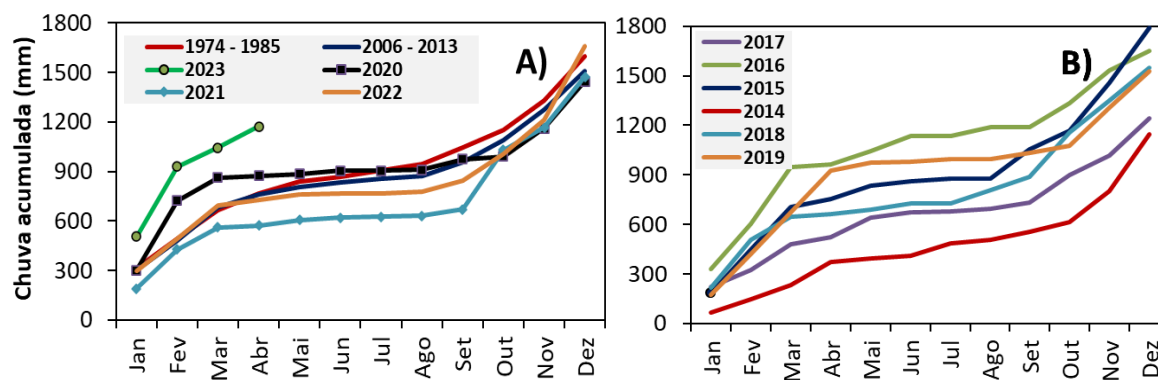 Chuva acumulada (mm)
1800
1500
1200
900
600
300
0
1974 - 1985
2006 - 2013
2023
2020
2021
2022
A)
Jan
Fev
Mar
Abr
Mai
Jun
Jul
Ago
Set
Out
Nov
Dez
1800
1500
1200
900
600
300
0
2017
2016
2015
2014
2018
2019
B)
Jan
Fev
Mar
Abr
Mai
Jun
Jul
Ago
Set
Out
Nov
Dez